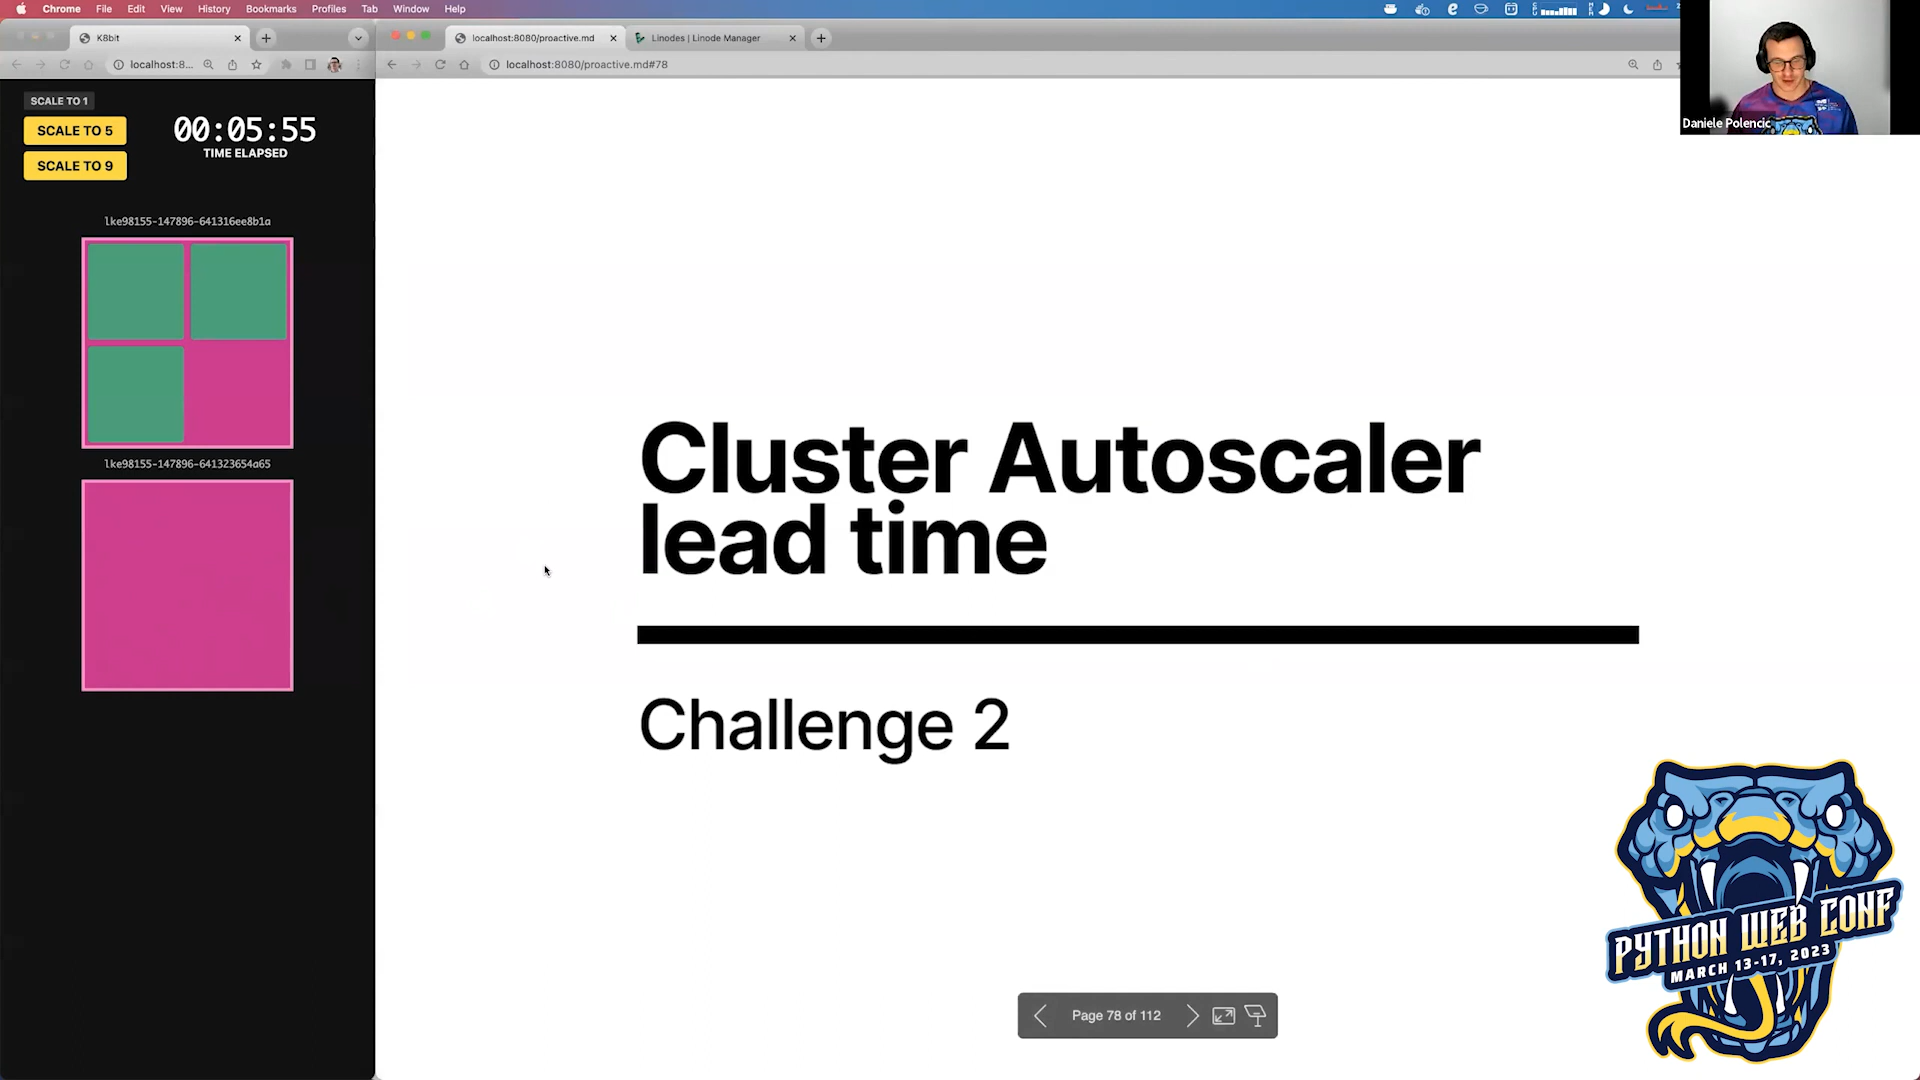 Chrome File Edit View History Bookmarks Profiles Tab Window Help
K8bit
localhost:8080/proactive.md
Linodes | Linode Manager
localhost:8...
localhost:8080/proactive.md#78
SCALE TO 1
SCALE TO 5
SCALE TO 9
00:05:55
TIME ELAPSED
lke98155-147896-641316ee8b1a
lke98155-147896-641323654a65
Daniele Polencic
Cluster Autoscaler
lead time
Challenge 2
Page 78 of 112
PYTHON WEB CONF
MARCH 13-17, 2023